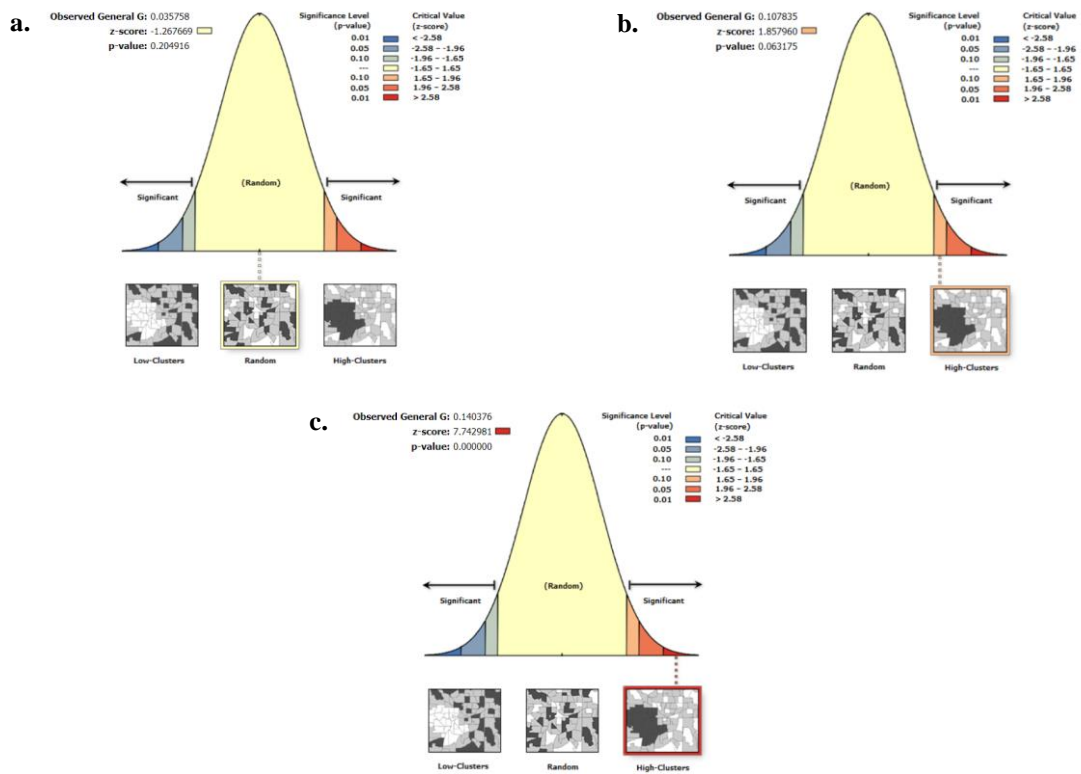 a.
Observed General G: 0.035758
z-score: -1.267669
p-value: 0.204916
Significance Level Critical Value
(p-value) (z-score)
0.01 < -2.58
0.05 -2.58 – -1.96
0.10 -1.96 – -1.65
--- -1.65 – 1.65
0.10 1.65 – 1.96
0.05 1.96 – 2.58
0.01 > 2.58
(Random)
Significant Significant
Low-Clusters Random High-Clusters
b.
Observed General G: 0.107835
z-score: 1.857960
p-value: 0.063175
Significance Level Critical Value
(p-value) (z-score)
0.01 < -2.58
0.05 -2.58 – -1.96
0.10 -1.96 – -1.65
--- -1.65 – 1.65
0.10 1.65 – 1.96
0.05 1.96 – 2.58
0.01 > 2.58
(Random)
Significant Significant
Low-Clusters Random High-Clusters
c.
Observed General G: 0.140376
z-score: 7.742981
p-value: 0.000000
Significance Level Critical Value
(p-value) (z-score)
0.01 < -2.58
0.05 -2.58 – -1.96
0.10 -1.96 – -1.65
--- -1.65 – 1.65
0.10 1.65 – 1.96
0.05 1.96 – 2.58
0.01 > 2.58
(Random)
Significant Significant
Low-Clusters Random High-Clusters